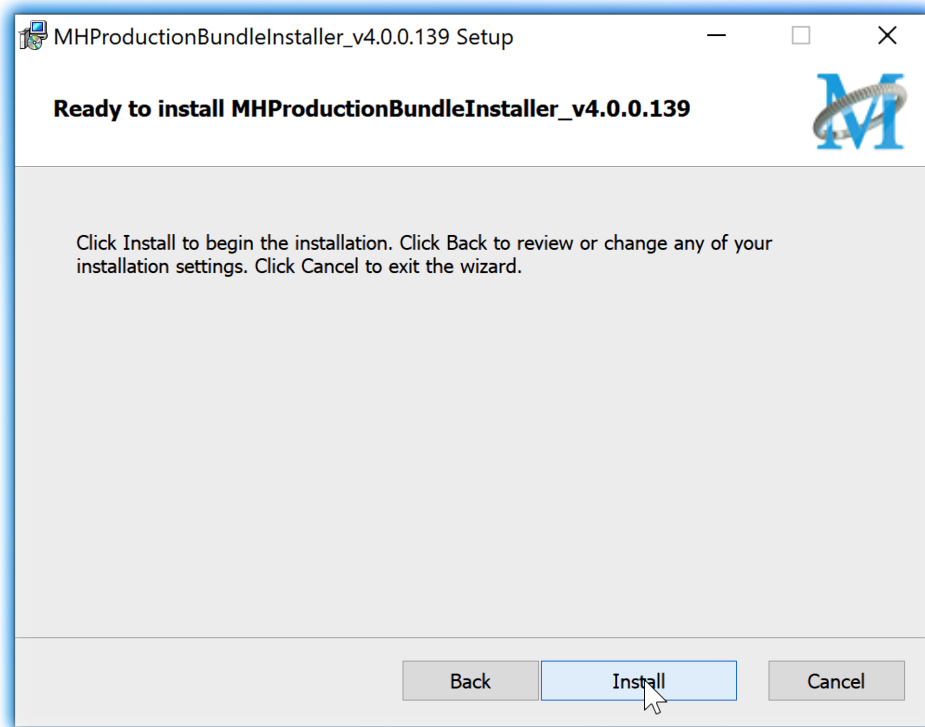 MHProductionBundleInstaller_v4.0.0.139 Setup
Ready to install MHProductionBundleInstaller_v4.0.0.139
M
Click Install to begin the installation. Click Back to review or change any of your
installation settings. Click Cancel to exit the wizard.
Back Install Cancel